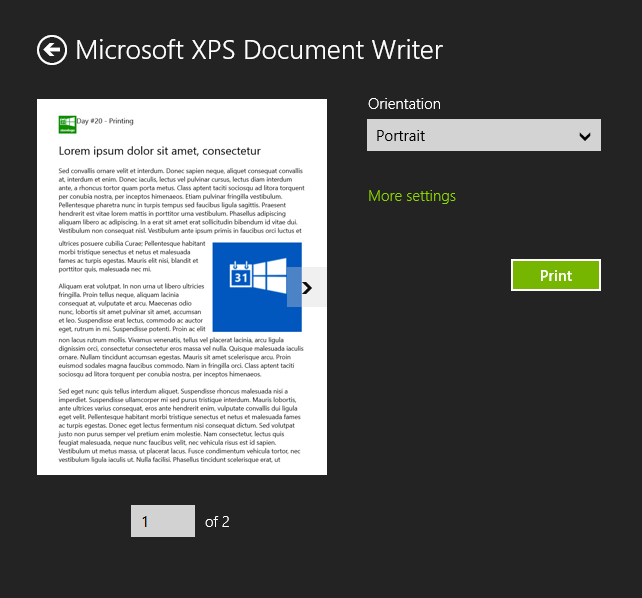 Microsoft XPS Document Writer
Day #20 - Printing
Lorem ipsum dolor sit amet, consectetur
Sed convallis ornare velit et interdum. Donec sapien neque, aliquet consequat convallis
at, interdum et enim. Donec iaculis, lectus vel pulvinar cursus, lectus diam interdum
ante, a rhoncus tortor quam porta metus. Class aptent taciti sociosqu ad litora torquent
per conubia nostra, per inceptos himenaeos. Etiam pulvinar fringilla vestibulum.
Pellentesque pharetra nunc in turpis tempus sed faucibus ligula sagittis. Praesent
hendrerit est vitae lorem mattis in porttitor urna vestibulum. Phasellus adipiscing
aliquam libero ac adipiscing. In a erat sit amet erat sollicitudin bibendum id vitae dui.
Vestibulum non consequat nisl. Vestibulum ante ipsum primis in faucibus orci luctus et
ultrices posuere cubilia Curae; Pellentesque habitant
morbi tristique senectus et netus et malesuada
fames ac turpis egestas. Mauris elit nisi, blandit et
porttitor quis, malesuada nec mi.
Aliquam erat volutpat. In non urna ut libero ultricies
fringilla. Proin tellus neque, aliquam lacinia
consequat at, vulputate et arcu. Maecenas odio
nunc, lobortis sit amet pulvinar sit amet, accumsan
et leo. Suspendisse erat lectus, commodo ac auctor
eget, rutrum in mi. Suspendisse potenti. Proin ac elit
31
non lacus rutrum mollis. Vivamus venenatis, tellus vel placerat lacinia, arcu ligula
dignissim orci, consectetur consectetur eros massa vel nulla. Quisque malesuada iaculis
ornare. Nullam tincidunt accumsan egestas. Mauris sit amet scelerisque arcu. Proin
euismod sodales magna faucibus commodo. Nam in fringilla orci. Class aptent taciti
sociosqu ad litora torquent per conubia nostra, per inceptos himenaeos.
Sed eget nunc quis tellus interdum aliquet. Suspendisse rhoncus malesuada nisi a
imperdiet. Suspendisse ullamcorper mi sed purus tristique interdum. Mauris lobortis,
ante ultrices varius consequat, eros ante hendrerit enim, vulputate convallis dui ligula
eget velit. Pellentesque habitant morbi tristique senectus et netus et malesuada fames
ac turpis egestas. Donec eget lectus fermentum nisi consequat dictum. Sed volutpat
justo non purus semper vel pretium enim molestie. Nam consectetur, lectus quis
feugiat malesuada, neque nunc faucibus velit, nec vehicula risus est id sapien.
Vestibulum ut metus massa, ut placerat lacus. Fusce condimentum vehicula tortor, nec
vestibulum ligula iaculis ut. Nulla facilisi. Phasellus tincidunt scelerisque erat, ut
1 of 2
Orientation
Portrait
More settings
Print